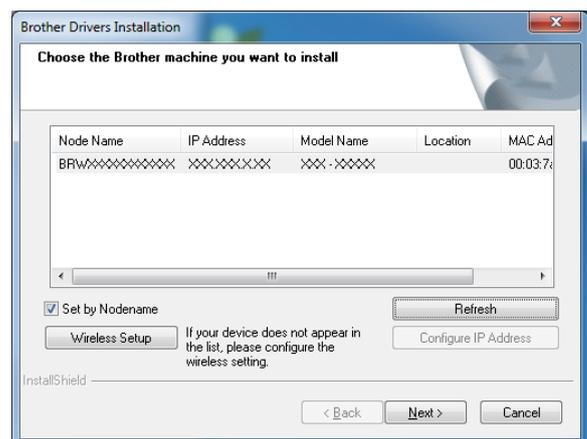 Brother Drivers Installation
Choose the Brother machine you want to install
Node Name IP Address Model Name Location MAC Ad
BRWXXXXXXXXXXXX XXX.XXX.X.XX XXX-XXXXX 00:03:7a
Set by Nodename
Refresh
Wireless Setup
If your device does not appear in
the list, please configure the
wireless setting.
Configure IP Address
InstallShield
< Back
Next >
Cancel